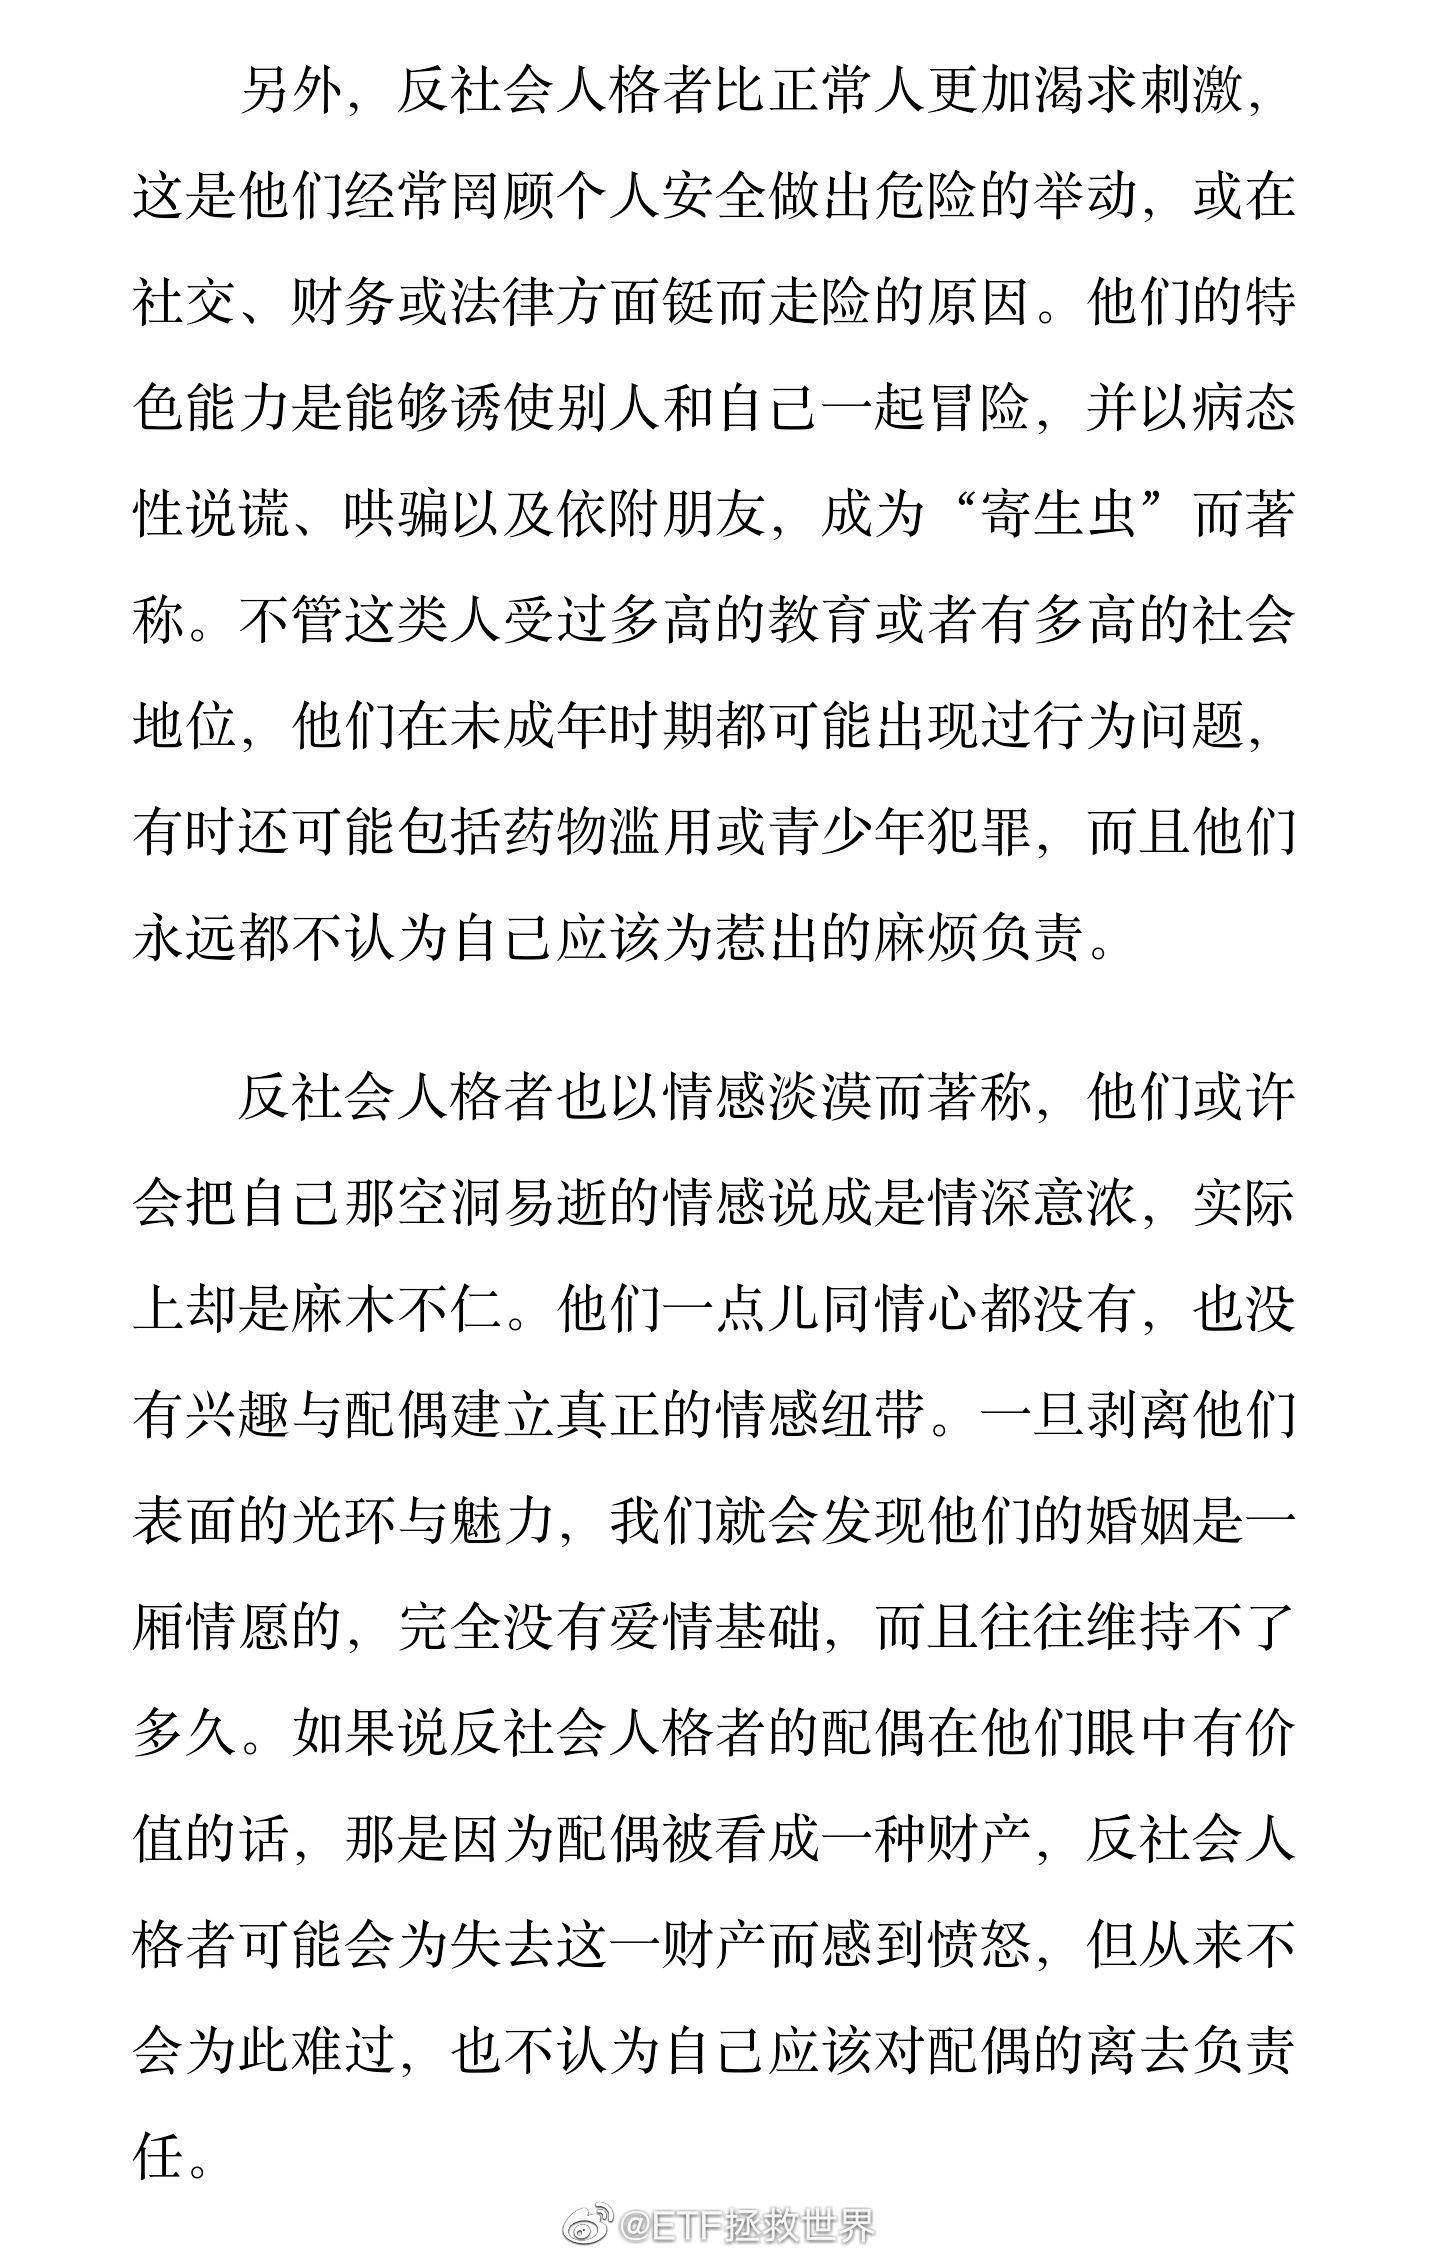 另外，反社会人格者比正常人更加渴求刺激，
这是他们经常罔顾个人安全做出危险的举动，或在
社交、财务或法律方面铤而走险的原因。他们的特
色能力是能够诱使别人和自己一起冒险，并以病态
性说谎、哄骗以及依附朋友，成为“寄生虫”而著
称。不管这类人受过多高的教育或者有多高的社会
地位，他们在未成年时期都可能出现过行为问题，
有时还可能包括药物滥用或青少年犯罪，而且他们
永远都不认为自己应该为惹出的麻烦负责。
反社会人格者也以情感淡漠而著称，他们或许
会把自己那空洞易逝的情感说成是情深意浓，实际
上却是麻木不仁。他们一点儿同情心都没有，也没
有兴趣与配偶建立真正的情感纽带。一旦剥离他们
表面的光环与魅力，我们就会发现他们的婚姻是一
厢情愿的，完全没有爱情基础，而且往往维持不了
多久。如果说反社会人格者的配偶在他们眼中有价
值的话，那是因为配偶被看成一种财产，反社会人
格者可能会为失去这一财产而感到愤怒，但从来不
会为此难过，也不认为自己应该对配偶的离去负责
任。
@ETF拯救世界